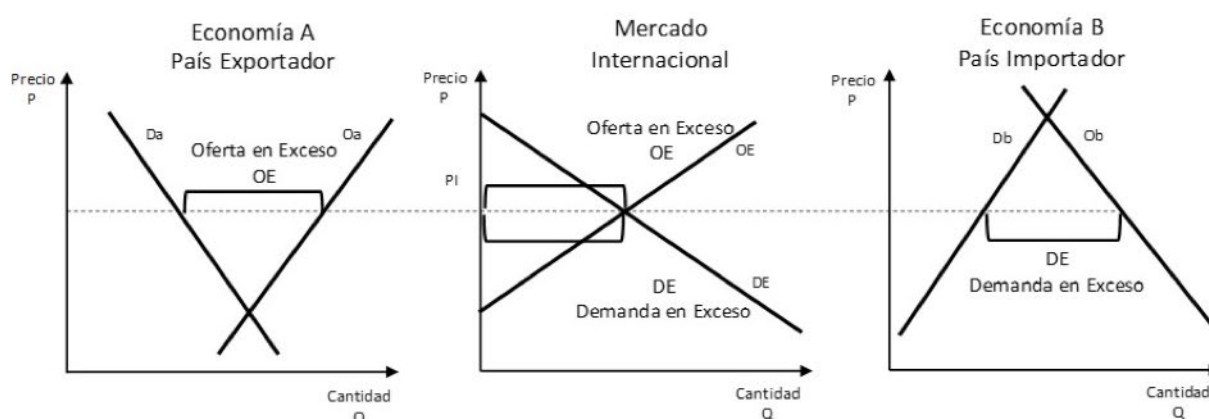 Economía A
País Exportador
Precio
P
Da
Oferta en Exceso
OE
Oa
Cantidad
Q
Mercado
Internacional
Precio
P
Oferta en Exceso
OE
OE
PI
DE
DE
Demanda en Exceso
Cantidad
Q
Economía B
País Importador
Precio
P
Db
Ob
DE
Demanda en Exceso
Cantidad
Q